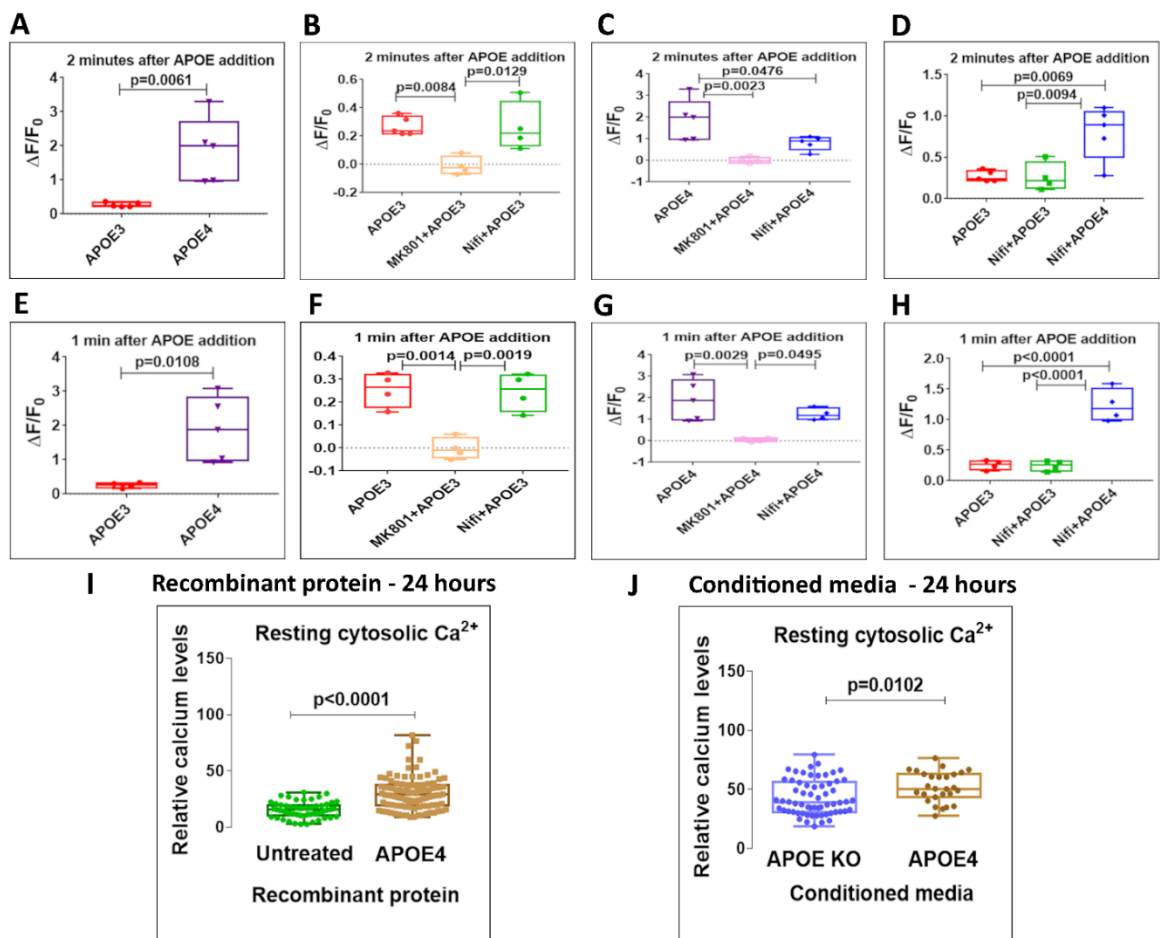 A
2 minutes after APOE addition
p=0.0061
ΔF/F0
4
3
2
1
0
APOE3
APOE4
B
2 minutes after APOE addition
p=0.0129
p=0.0084
ΔF/F0
0.6
0.4
0.2
0.0
-0.2
APOE3
MK801+APOE3
Nifi+APOE3
C
2 minutes after APOE addition
p=0.0476
p=0.0023
ΔF/F0
4
3
2
1
0
-1
APOE4
MK801+APOE4
Nifi+APOE4
D
2 minutes after APOE addition
p=0.0069
p=0.0094
ΔF/F0
1.5
1.0
0.5
0.0
APOE3
Nifi+APOE3
Nifi+APOE4
E
1 min after APOE addition
p=0.0108
ΔF/F0
4
3
2
1
0
APOE3
APOE4
F
1 min after APOE addition
p=0.0014 p=0.0019
ΔF/F0
0.4
0.3
0.2
0.1
0.0
-0.1
APOE3
MK801+APOE3
Nifi+APOE3
G
1 min after APOE addition
p=0.0029 p=0.0495
ΔF/F0
4
3
2
1
0
-1
APOE4
MK801+APOE4
Nifi+APOE4
H
1 min after APOE addition
p<0.0001
p<0.0001
ΔF/F0
2.0
1.5
1.0
0.5
0.0
APOE3
Nifi+APOE3
Nifi+APOE4
I Recombinant protein - 24 hours
Resting cytosolic Ca2+
p<0.0001
Relative calcium levels
150
100
50
0
Untreated APOE4
Recombinant protein
J Conditioned media - 24 hours
Resting cytosolic Ca2+
p=0.0102
Relative calcium levels
150
100
50
0
APOE KO APOE4
Conditioned media